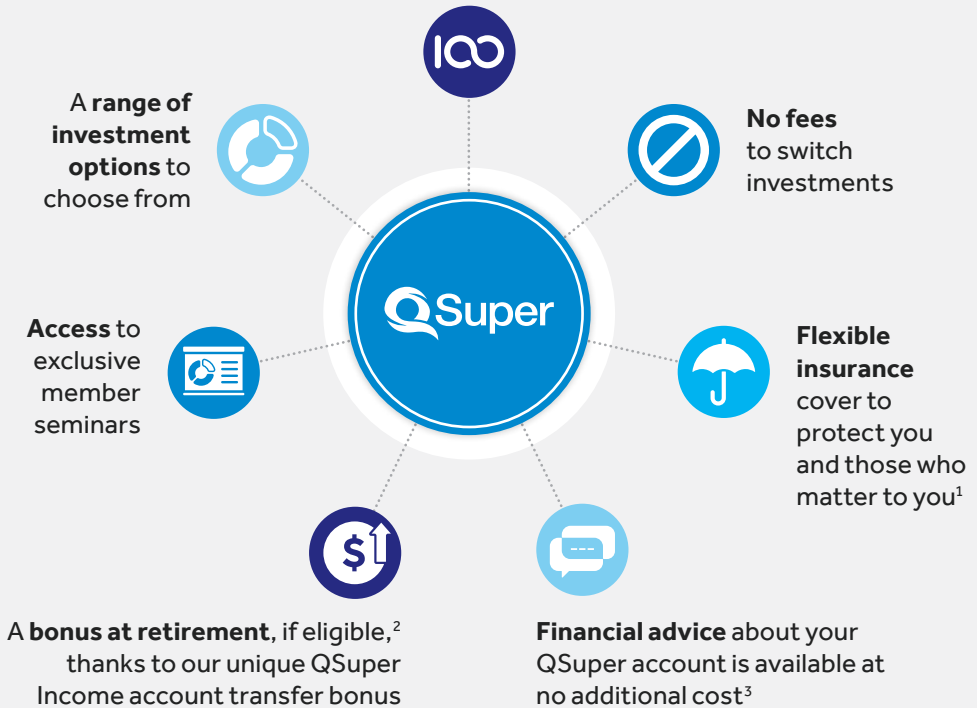 100
A range of
investment
options to
choose from
No fees
to switch
investments
QSuper
Access to
exclusive
member
seminars
Flexible
insurance
cover to
protect you
and those who
matter to you¹
$
A bonus at retirement, if eligible,²
thanks to our unique QSuper
Income account transfer bonus
Financial advice about your
QSuper account is available at
no additional cost³